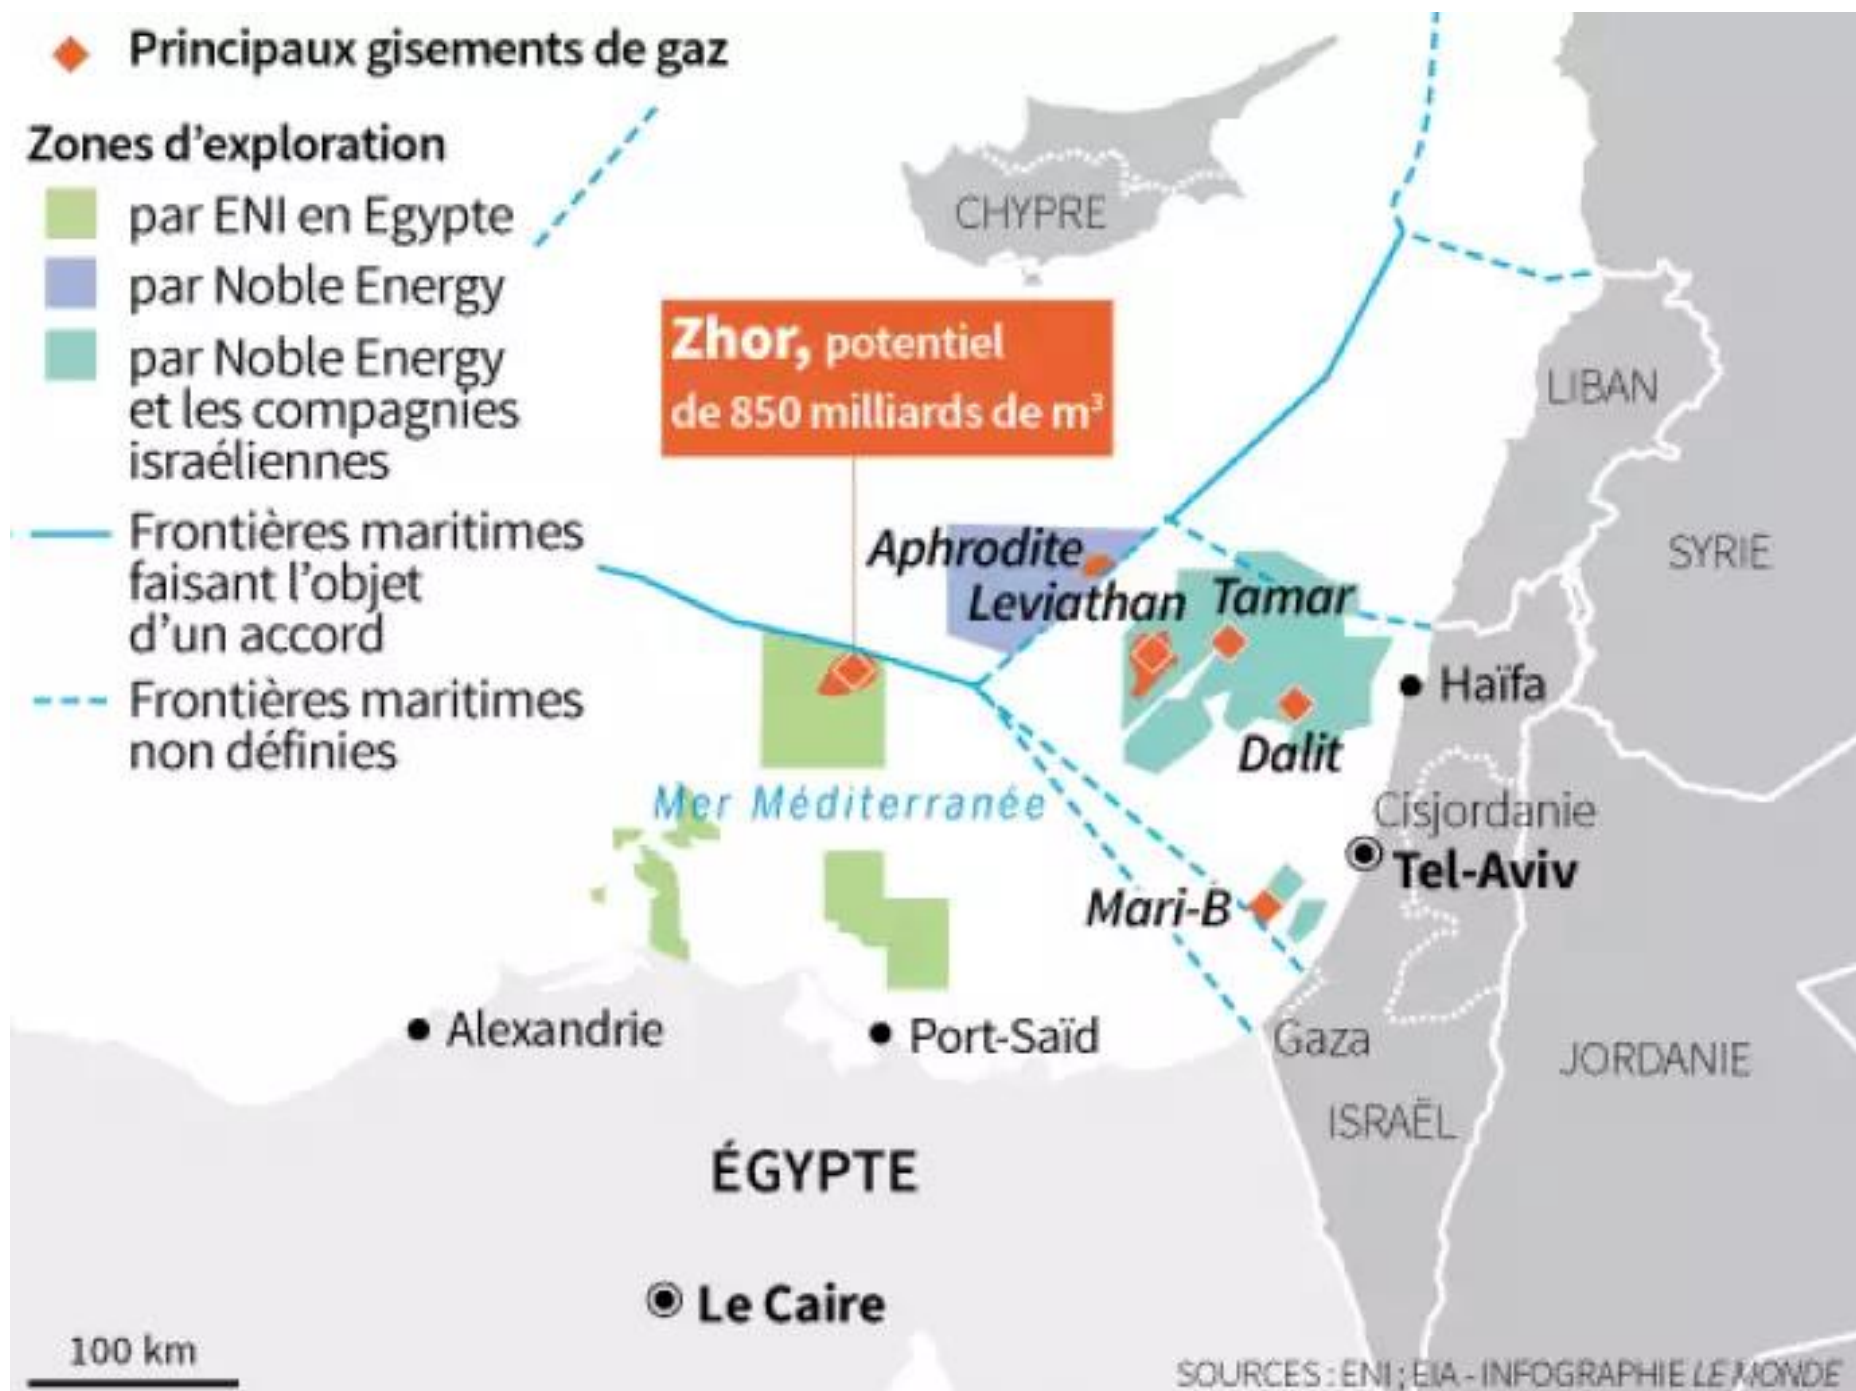 Principaux gisements de gaz
Zones d'exploration
par ENI en Egypte
par Noble Energy
par Noble Energy
et les compagnies
israéliennes
Frontières maritimes
faisant l'objet
d'un accord
Frontières maritimes
non définies
CHYPRE
Zhor, potentiel
de 850 milliards de m³
LIBAN
SYRIE
Aphrodite
Leviathan
Tamar
Haïfa
Dalit
Mer Méditerranée
Cisjordanie
Tel-Aviv
Mari-B
Alexandrie
Port-Saïd
Gaza
JORDANIE
ISRAËL
ÉGYPTE
Le Caire
100 km
SOURCES : ENI ; EIA - INFOGRAPHIE LE MONDE